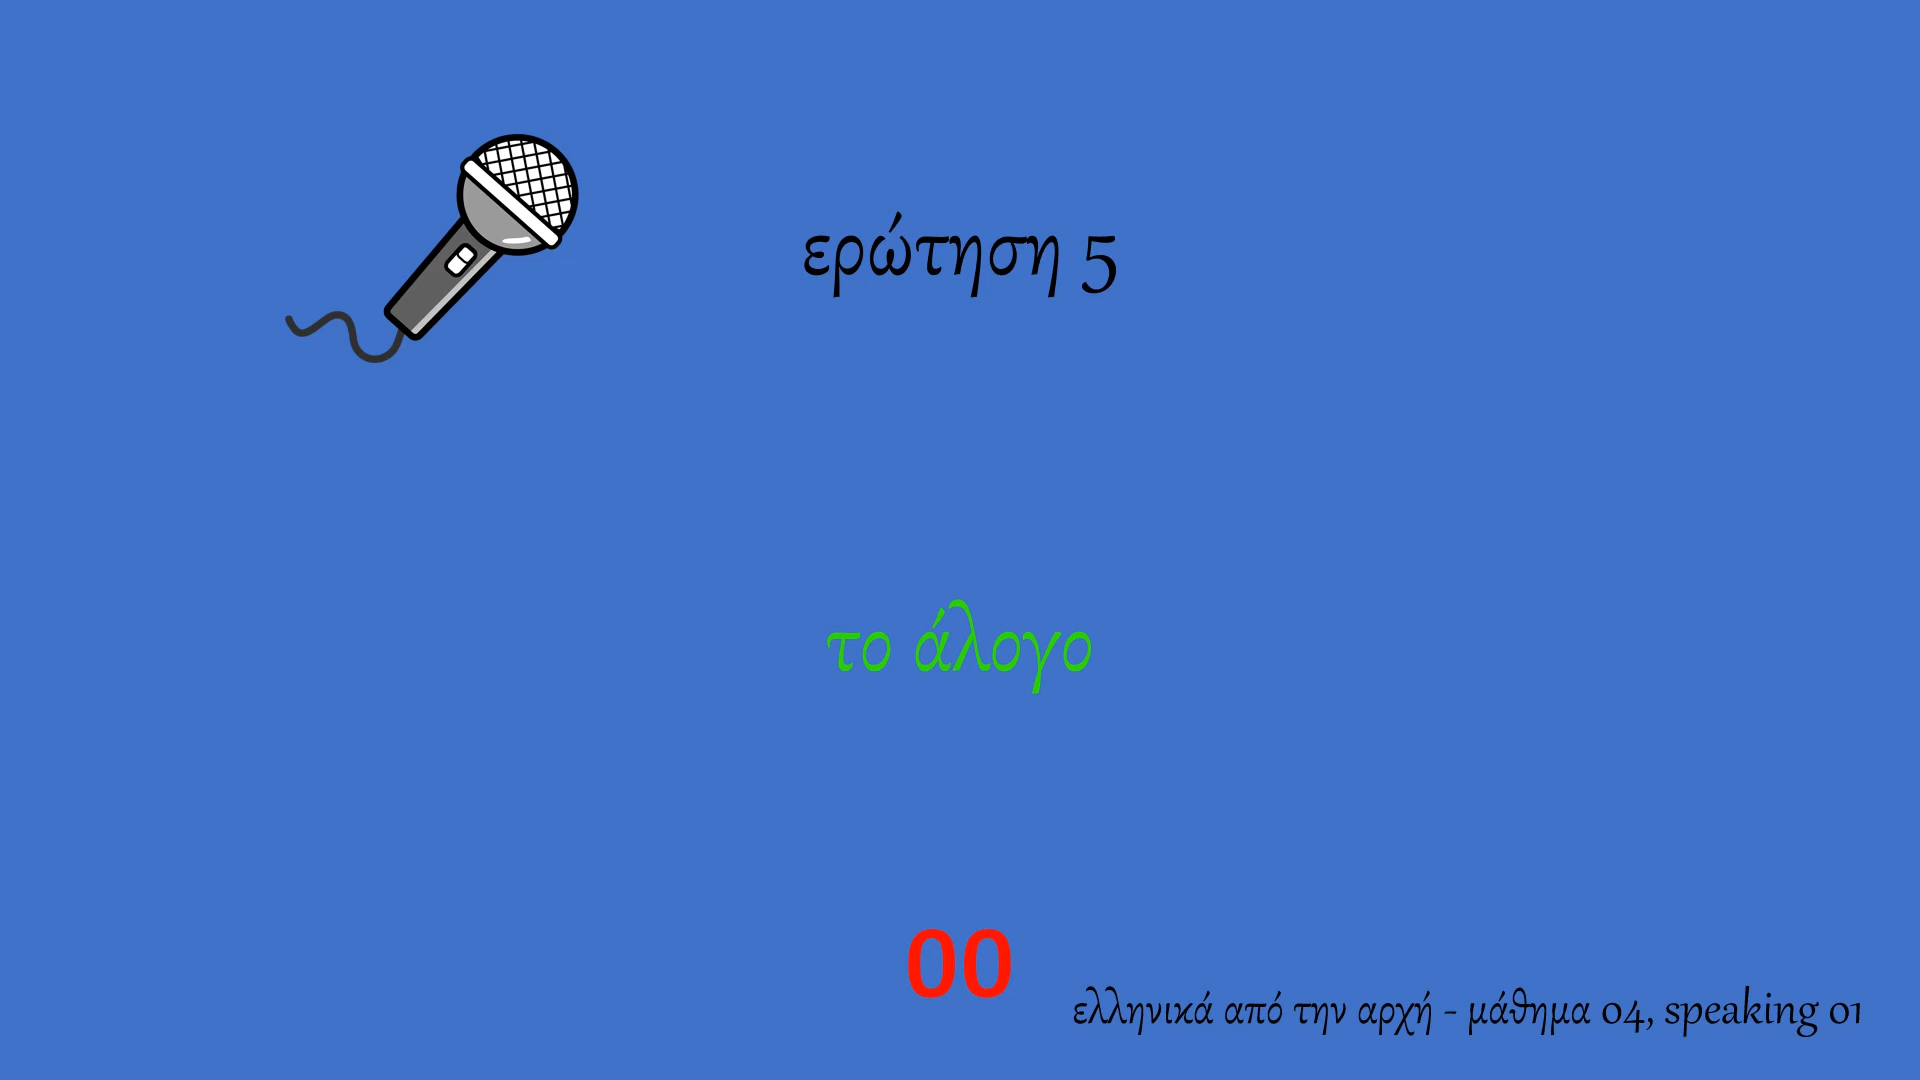 ερώτηση 5
το άλογο
00
ελληνικά από την αρχή - μάθημα 04, speaking 01